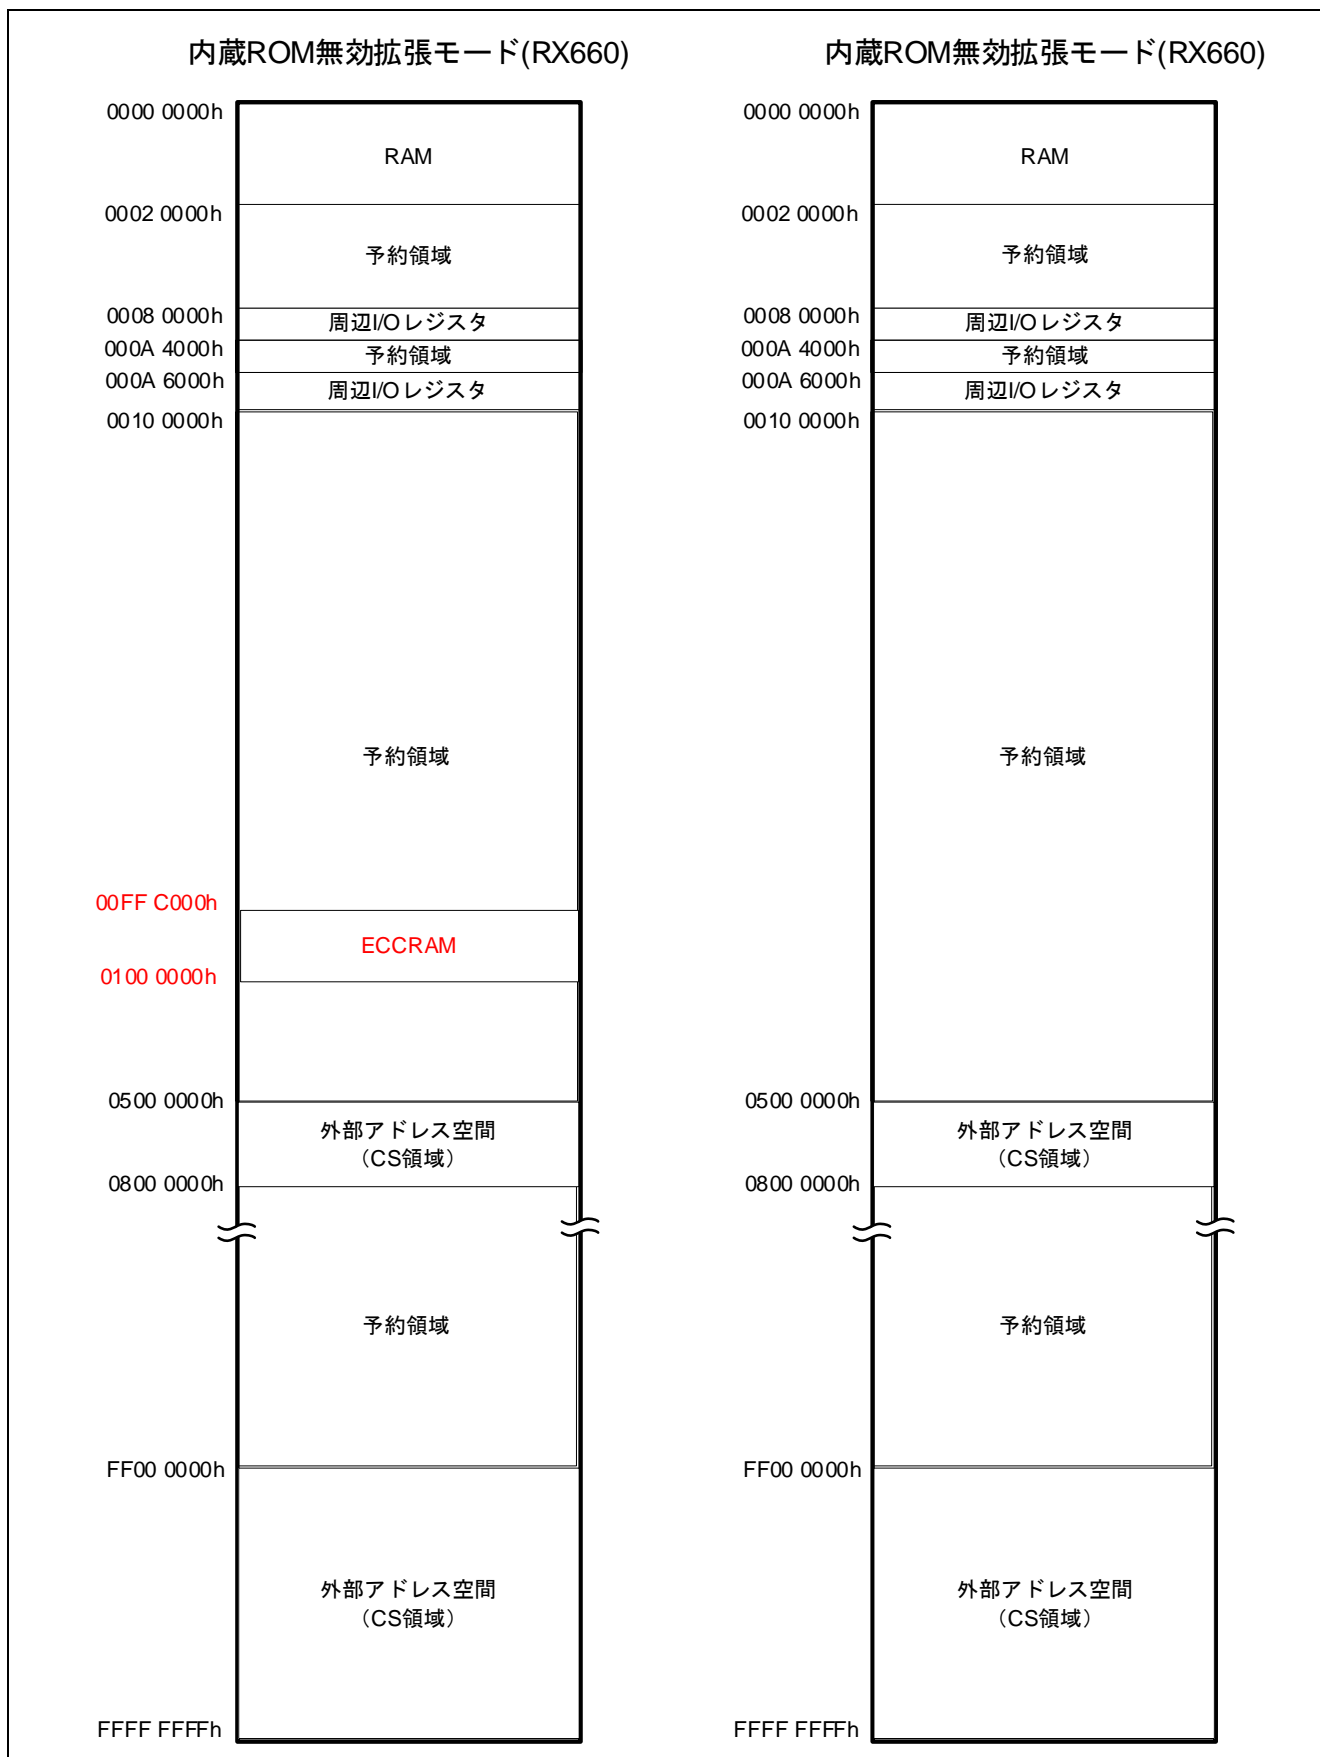 内蔵ROM無効拡張モード(RX660)
0000 0000h
RAM
0002 0000h
予約領域
0008 0000h
周辺I/Oレジスタ
000A 4000h
予約領域
000A 6000h
周辺I/Oレジスタ
0010 0000h
予約領域
00FF C000h
ECCRAM
0100 0000h
0500 0000h
外部アドレス空間
（CS領域）
0800 0000h
予約領域
FF00 0000h
外部アドレス空間
（CS領域）
FFFF FFFFh
内蔵ROM無効拡張モード(RX660)
0000 0000h
RAM
0002 0000h
予約領域
0008 0000h
周辺I/Oレジスタ
000A 4000h
予約領域
000A 6000h
周辺I/Oレジスタ
0010 0000h
予約領域
0500 0000h
外部アドレス空間
（CS領域）
0800 0000h
予約領域
FF00 0000h
外部アドレス空間
（CS領域）
FFFF FFFFh